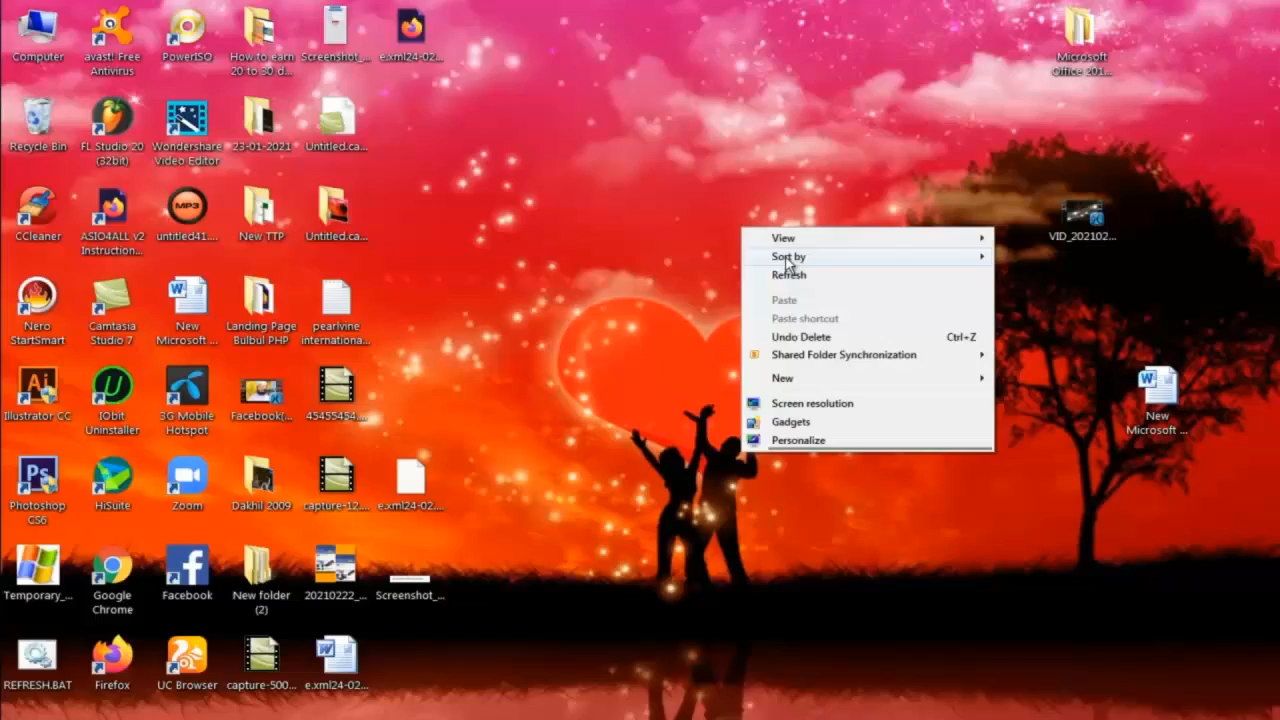 Computer
avast! Free
Antivirus
PowerISO
How to earn
20 to 30 d...
Screenshot_...
e.xml24-02...
Microsoft
Office 201...
Recycle Bin
FL Studio 20
(32bit)
Wondershare
Video Editor
23-01-2021
Untitled.ca...
CCleaner
ASIO4ALL v2
Instruction...
MP3
untitled41....
New TTP
Untitled.ca...
VID_202102...
View
Sort by
Refresh
Paste
Paste shortcut
Undo Delete Ctrl+Z
Shared Folder Synchronization
New
Screen resolution
Gadgets
Personalize
Nero
StartSmart
Camtasia
Studio 7
W
New
Microsoft ...
Landing Page
Bulbul PHP
pearlvine
internationa...
Ai
Illustrator CC
U
IObit
Uninstaller
3G Mobile
Hotspot
Facebook(...
45455454....
W
New
Microsoft ...
Ps
Photoshop
CS6
HiSuite
Zoom
Dakhil 2009
capture-12....
e.xml24-02...
Temporary_...
Google
Chrome
f
Facebook
New folder
(2)
20210222_...
Screenshot_...
REFRESH.BAT
Firefox
UC Browser
capture-500...
W
e.xml24-02...